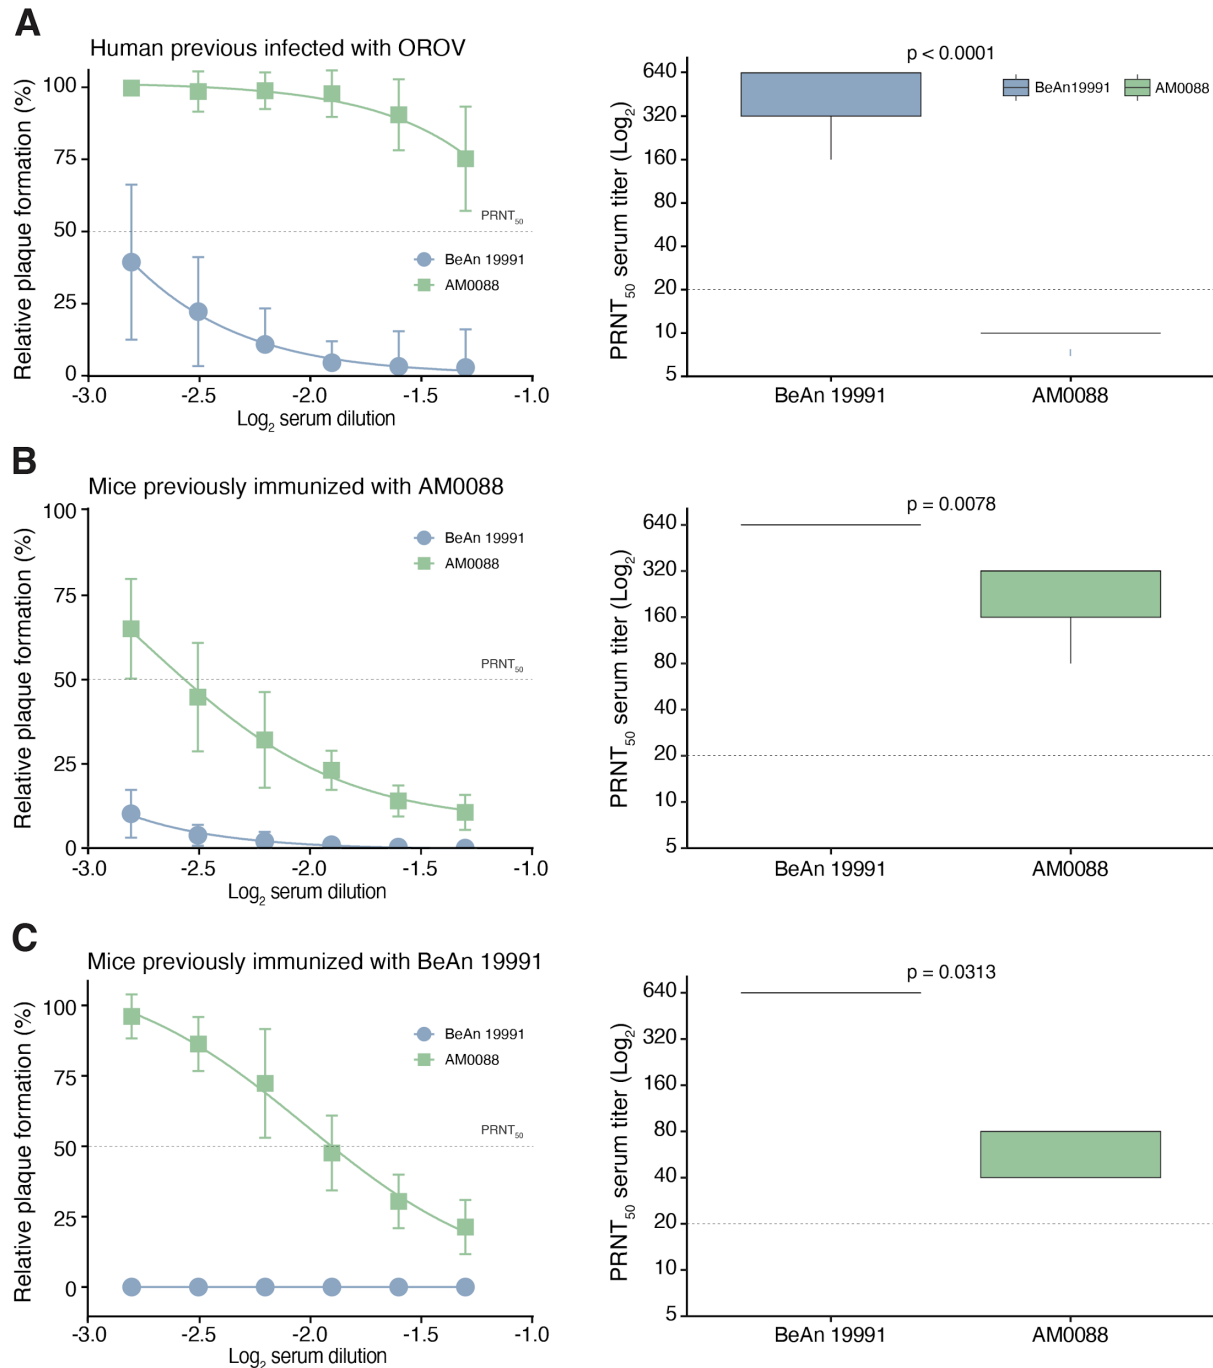 A
Human previous infected with OROV
Relative plaque formation (%)
100
75
50
25
0
PRNT50
BeAn 19991
AM0088
-3.0 -2.5 -2.0 -1.5 -1.0
Log2 serum dilution
p < 0.0001
BeAn19991 AM0088
PRNT50 serum titer (Log2)
640
320
160
80
40
20
10
5
BeAn 19991 AM0088
B
Mice previously immunized with AM0088
Relative plaque formation (%)
100
75
50
25
0
BeAn 19991
AM0088
PRNT50
-3.0 -2.5 -2.0 -1.5 -1.0
Log2 serum dilution
p = 0.0078
PRNT50 serum titer (Log2)
640
320
160
80
40
20
10
5
BeAn 19991 AM0088
C
Mice previously immunized with BeAn 19991
Relative plaque formation (%)
100
75
50
25
0
BeAn 19991
AM0088
PRNT50
-3.0 -2.5 -2.0 -1.5 -1.0
Log2 serum dilution
p = 0.0313
PRNT50 serum titer (Log2)
640
320
160
80
40
20
10
5
BeAn 19991 AM0088